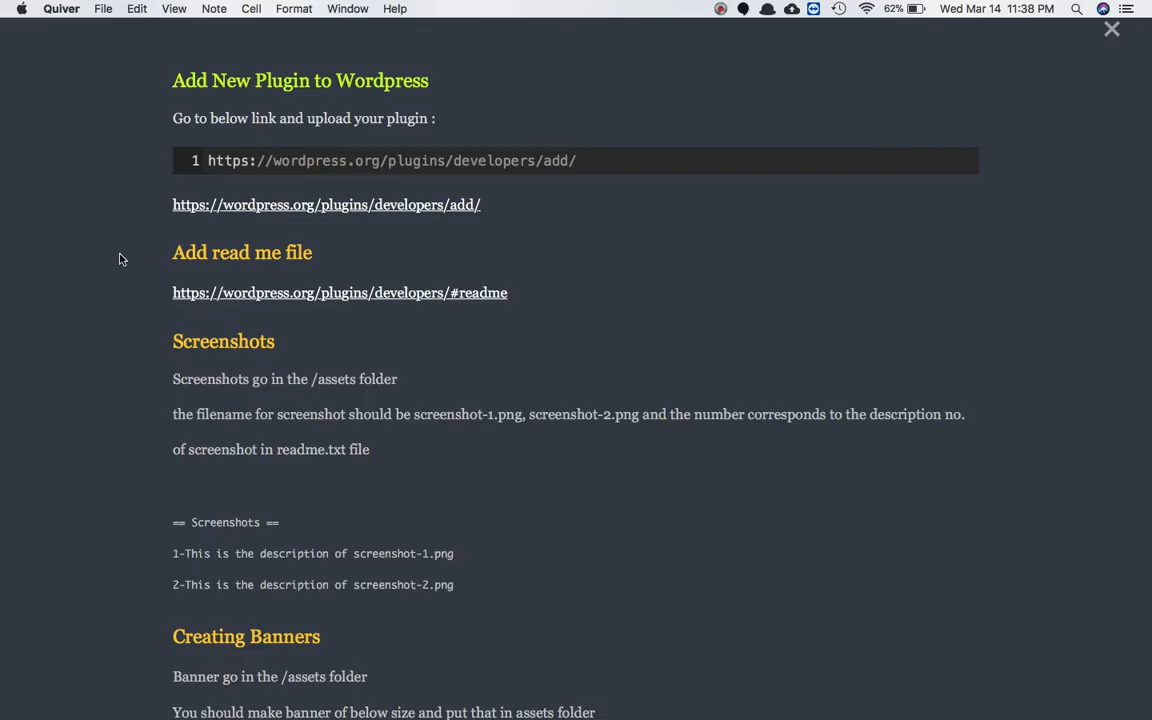 Quiver File Edit View Note Cell Format Window Help 62% Wed Mar 14 11:38 PM
Add New Plugin to Wordpress
Go to below link and upload your plugin :
1 https://wordpress.org/plugins/developers/add/
https://wordpress.org/plugins/developers/add/
Add read me file
https://wordpress.org/plugins/developers/#readme
Screenshots
Screenshots go in the /assets folder
the filename for screenshot should be screenshot-1.png, screenshot-2.png and the number corresponds to the description no.
of screenshot in readme.txt file
== Screenshots ==
1-This is the description of screenshot-1.png
2-This is the description of screenshot-2.png
Creating Banners
Banner go in the /assets folder
You should make banner of below size and put that in assets folder